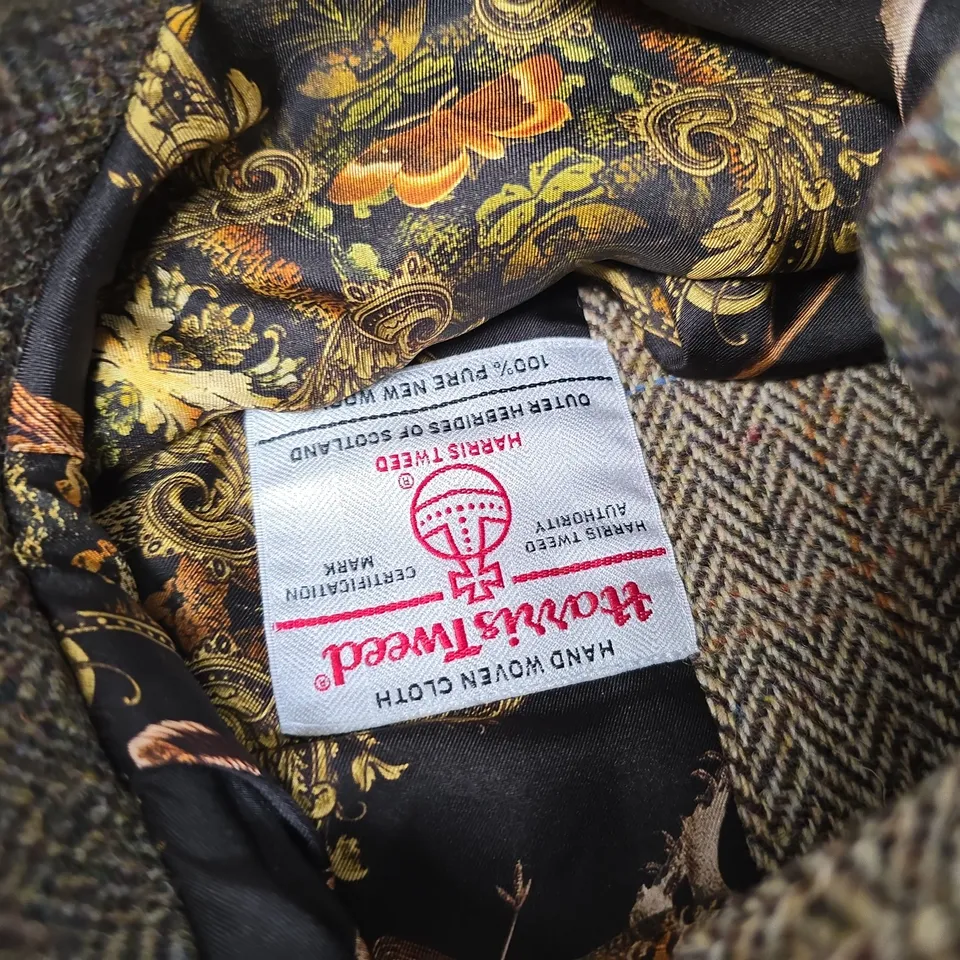 HAND WOVEN CLOTH
Harris Tweed®
HARRIS TWEED CERTIFICATION
AUTHORITY MARK
®
HARRIS TWEED
OUTER HEBRIDES OF SCOTLAND
100% PURE NEW WOOL